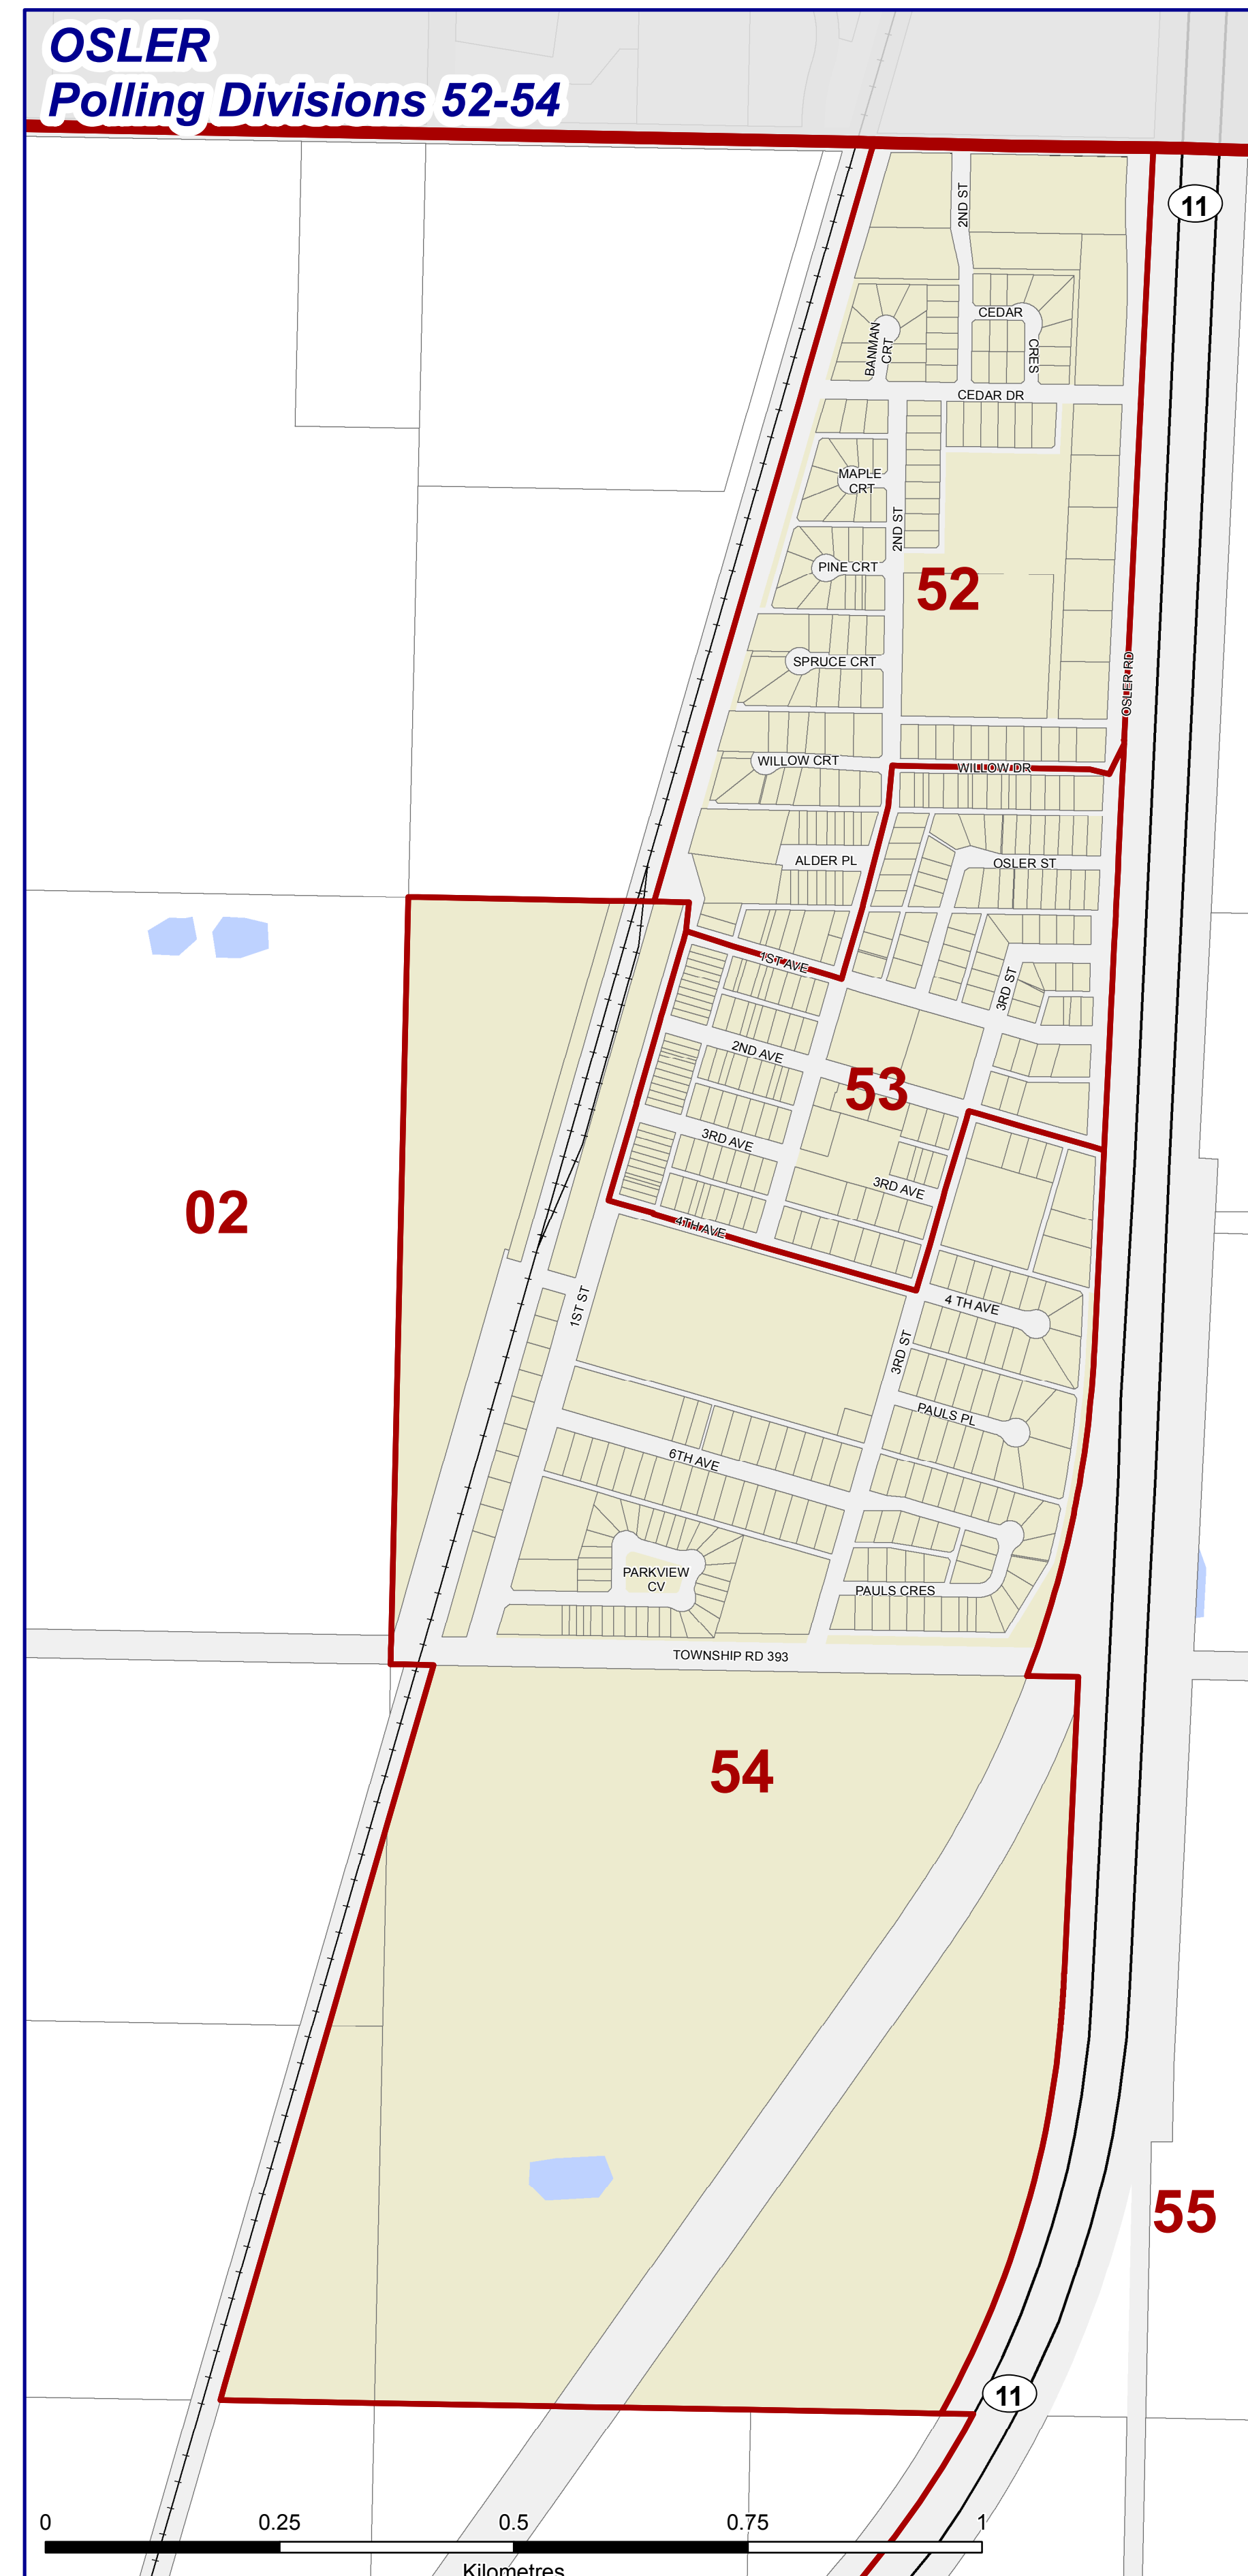 OSLER
Polling Divisions 52-54
2ND ST
11
CEDAR
CRES
BANMAN
CRT
CEDAR DR
MAPLE
CRT
2ND ST
PINE CRT
52
SPRUCE CRT
OSLER RD
WILLOW CRT
WILLOW DR
ALDER PL
OSLER ST
1ST AVE
3RD ST
2ND AVE
53
3RD AVE
3RD AVE
02
4TH AVE
1ST ST
4 TH AVE
3RD ST
PAULS PL
6TH AVE
PARKVIEW
CV
PAULS CRES
TOWNSHIP RD 393
54
55
11
0 0.25 0.5 0.75 1
Kilometres